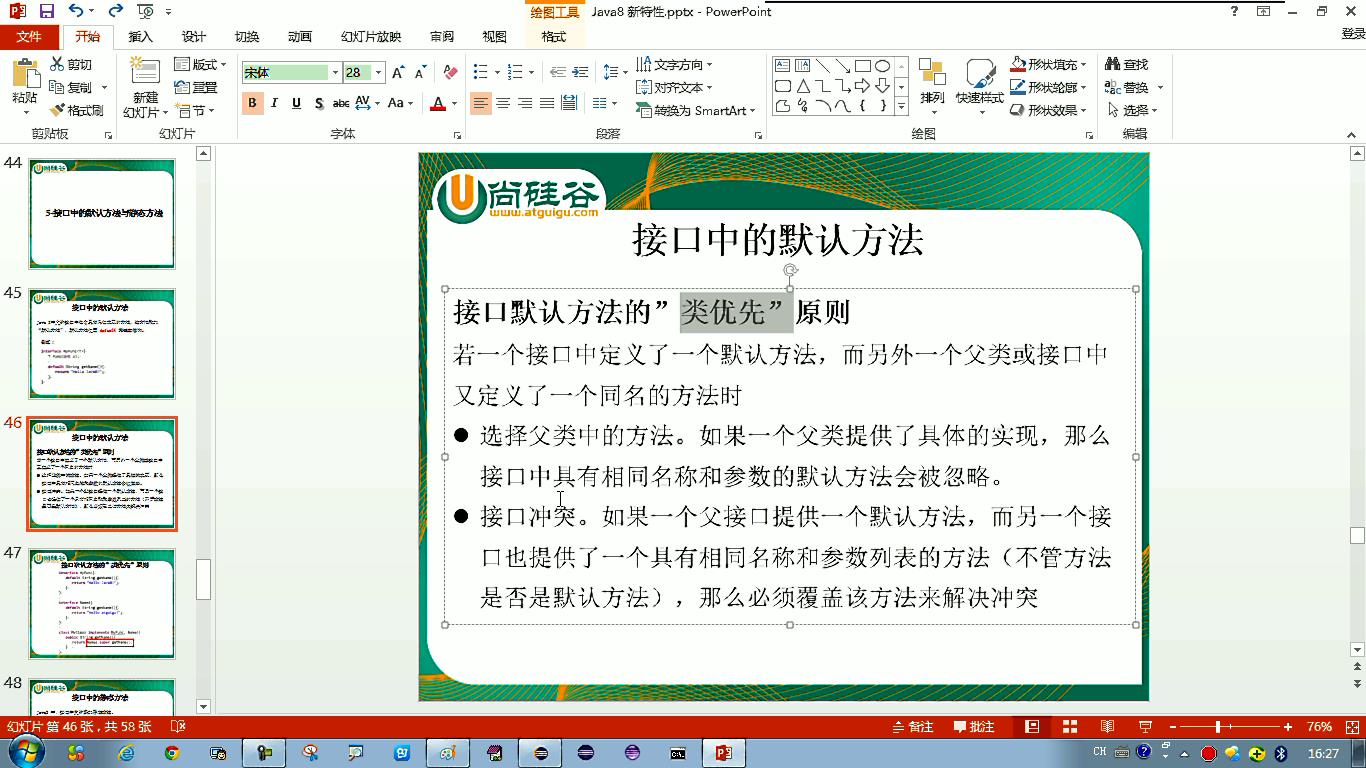 绘图工具
Java8 新特性.pptx - PowerPoint
登录
文件 开始 插入 设计 切换 动画 幻灯片放映 审阅 视图 格式
粘贴
剪切
复制
格式刷
剪贴板
新建
幻灯片
版式
重置
节
幻灯片
宋体 28
B I U S abc AV Aa A
字体
文字方向
对齐文本
转换为 SmartArt
段落
排列 快速样式
形状填充
形状轮廓
形状效果
绘图
查找
替换
选择
编辑
44
5-接口中的默认方法与静态方法
45
接口中的默认方法
46
接口中的默认方法
接口默认方法的”类优先”原则
47
接口默认方法的”类优先”原则
48
接口中的静态方法
尚硅谷
www.atguigu.com
接口中的默认方法
接口默认方法的”类优先”原则
若一个接口中定义了一个默认方法，而另外一个父类或接口中
又定义了一个同名的方法时
● 选择父类中的方法。如果一个父类提供了具体的实现，那么
接口中具有相同名称和参数的默认方法会被忽略。
● 接口冲突。如果一个父接口提供一个默认方法，而另一个接
口也提供了一个具有相同名称和参数列表的方法（不管方法
是否是默认方法），那么必须覆盖该方法来解决冲突
幻灯片 第 46 张，共 58 张
备注 批注
76%
CH
16:27